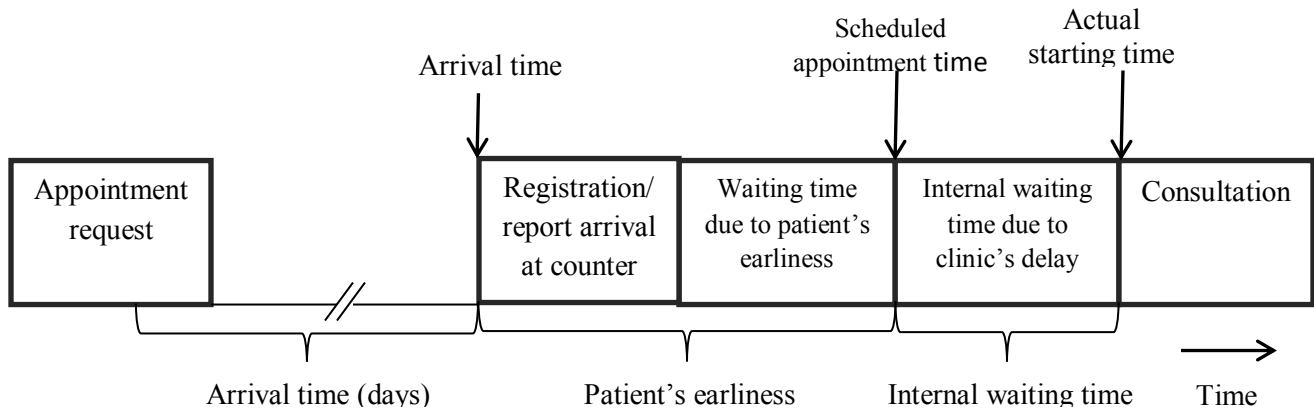 Arrival time
Scheduled
appointment time
Actual
starting time
Appointment
request
Registration/
report arrival
at counter
Waiting time
due to patient’s
earliness
Internal waiting
time due to
clinic’s delay
Consultation
Arrival time (days)
Patient’s earliness
Internal waiting time
Time